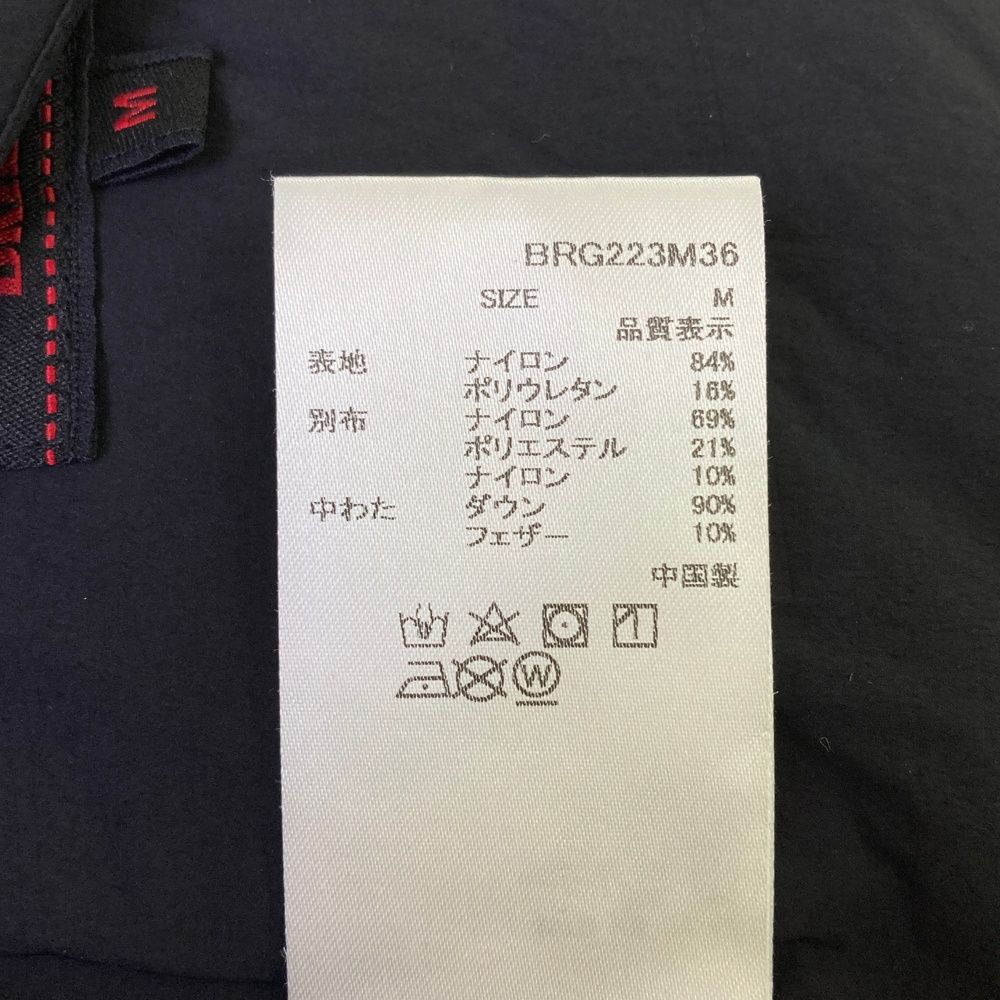 M
BRG223M36
SIZE M
品質表示
表地 ナイロン 84%
ポリウレタン 16%
別布 ナイロン 69%
ポリエステル 21%
ナイロン 10%
中わた ダウン 90%
フェザー 10%
中国製
W